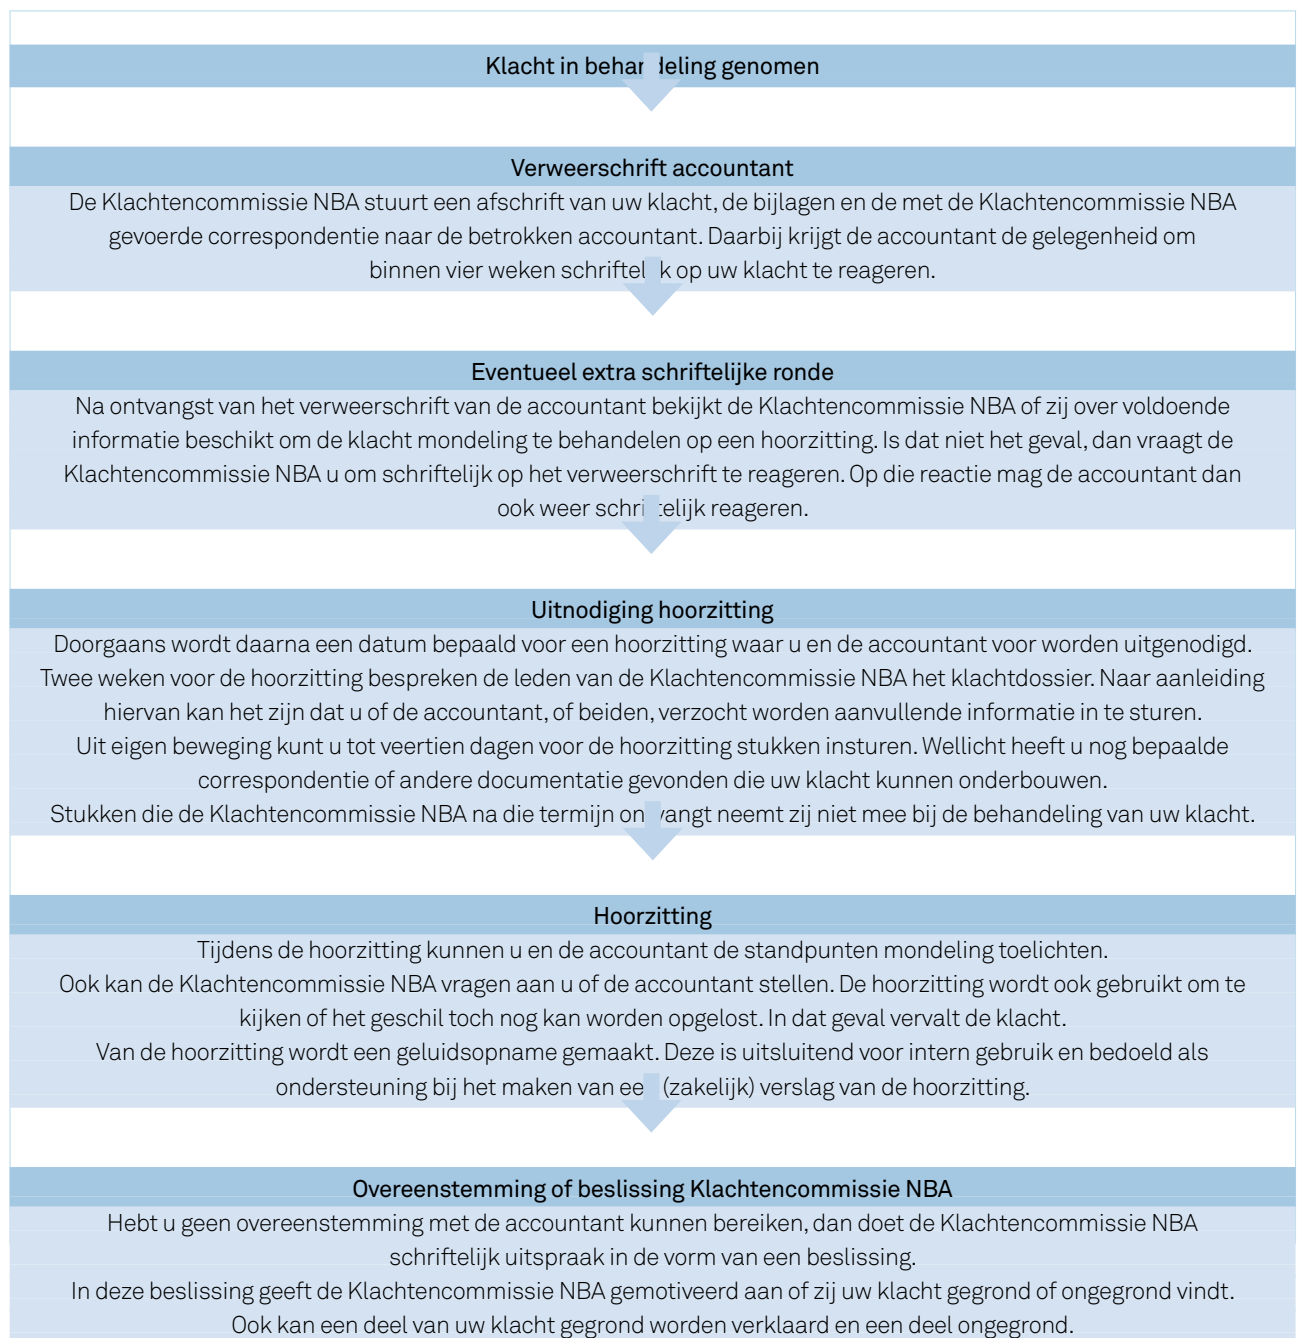 Klacht in behandeling genomen
Verweerschrift accountant
De Klachtencommissie NBA stuurt een afschrift van uw klacht, de bijlagen en de met de Klachtencommissie NBA
gevoerde correspondentie naar de betrokken accountant. Daarbij krijgt de accountant de gelegenheid om
binnen vier weken schriftelijk op uw klacht te reageren.
Eventueel extra schriftelijke ronde
Na ontvangst van het verweerschrift van de accountant bekijkt de Klachtencommissie NBA of zij over voldoende
informatie beschikt om de klacht mondeling te behandelen op een hoorzitting. Is dat niet het geval, dan vraagt de
Klachtencommissie NBA u om schriftelijk op het verweerschrift te reageren. Op die reactie mag de accountant dan
ook weer schriftelijk reageren.
Uitnodiging hoorzitting
Doorgaans wordt daarna een datum bepaald voor een hoorzitting waar u en de accountant voor worden uitgenodigd.
Twee weken voor de hoorzitting bespreken de leden van de Klachtencommissie NBA het klachtdossier. Naar aanleiding
hiervan kan het zijn dat u of de accountant, of beiden, verzocht worden aanvullende informatie in te sturen.
Uit eigen beweging kunt u tot veertien dagen voor de hoorzitting stukken insturen. Wellicht heeft u nog bepaalde
correspondentie of andere documentatie gevonden die uw klacht kunnen onderbouwen.
Stukken die de Klachtencommissie NBA na die termijn ontvangt neemt zij niet mee bij de behandeling van uw klacht.
Hoorzitting
Tijdens de hoorzitting kunnen u en de accountant de standpunten mondeling toelichten.
Ook kan de Klachtencommissie NBA vragen aan u of de accountant stellen. De hoorzitting wordt ook gebruikt om te
kijken of het geschil toch nog kan worden opgelost. In dat geval vervalt de klacht.
Van de hoorzitting wordt een geluidsopname gemaakt. Deze is uitsluitend voor intern gebruik en bedoeld als
ondersteuning bij het maken van een (zakelijk) verslag van de hoorzitting.
Overeenstemming of beslissing Klachtencommissie NBA
Hebt u geen overeenstemming met de accountant kunnen bereiken, dan doet de Klachtencommissie NBA
schriftelijk uitspraak in de vorm van een beslissing.
In deze beslissing geeft de Klachtencommissie NBA gemotiveerd aan of zij uw klacht gegrond of ongegrond vindt.
Ook kan een deel van uw klacht gegrond worden verklaard en een deel ongegrond.